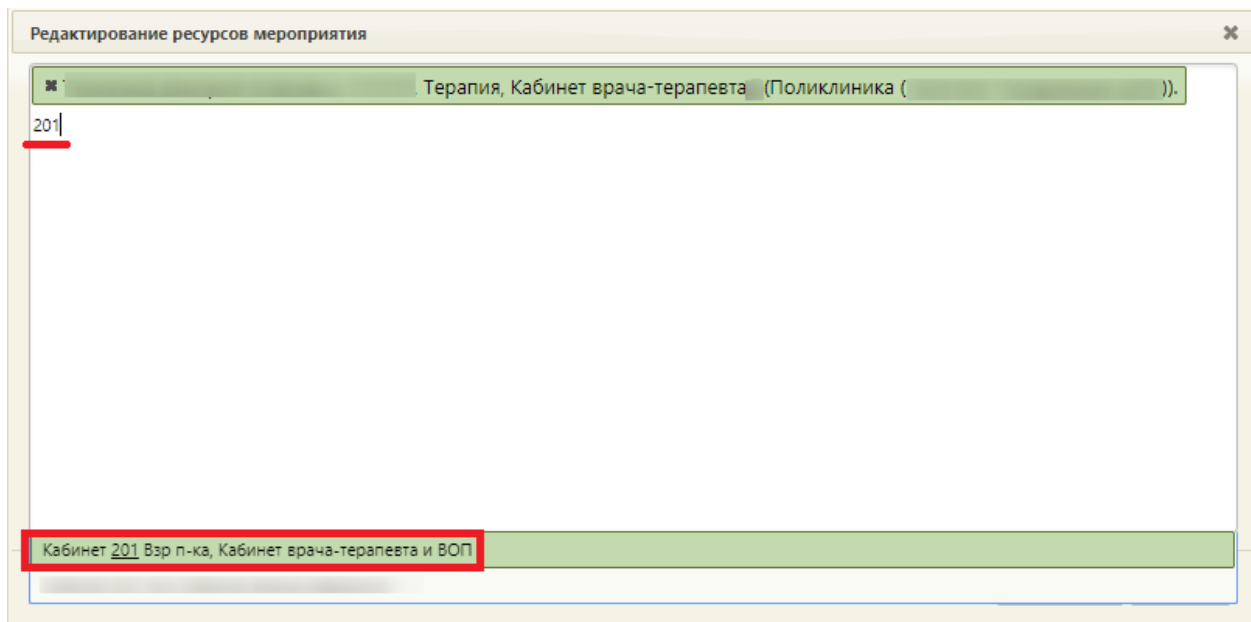 Редактирование ресурсов мероприятия
Терапия, Кабинет врача-терапевта (Поликлиника ( )).
201
Кабинет 201 Взр п-ка, Кабинет врача-терапевта и ВОП